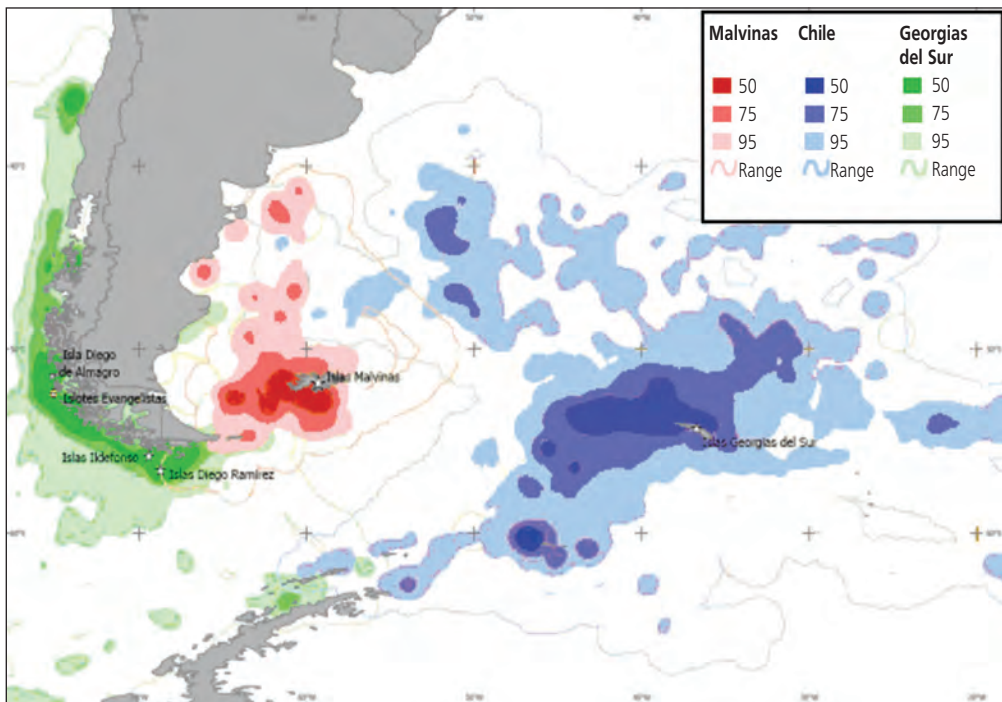 Malvinas Chile Georgias
del Sur
50 50 50
75 75 75
95 95 95
Range Range Range
Isla Diego
de Almagro
Islotes Evangelistas
Islas Malvinas
Islas Georgias del Sur
Islas Ildefonso
Islas Diego Ramirez